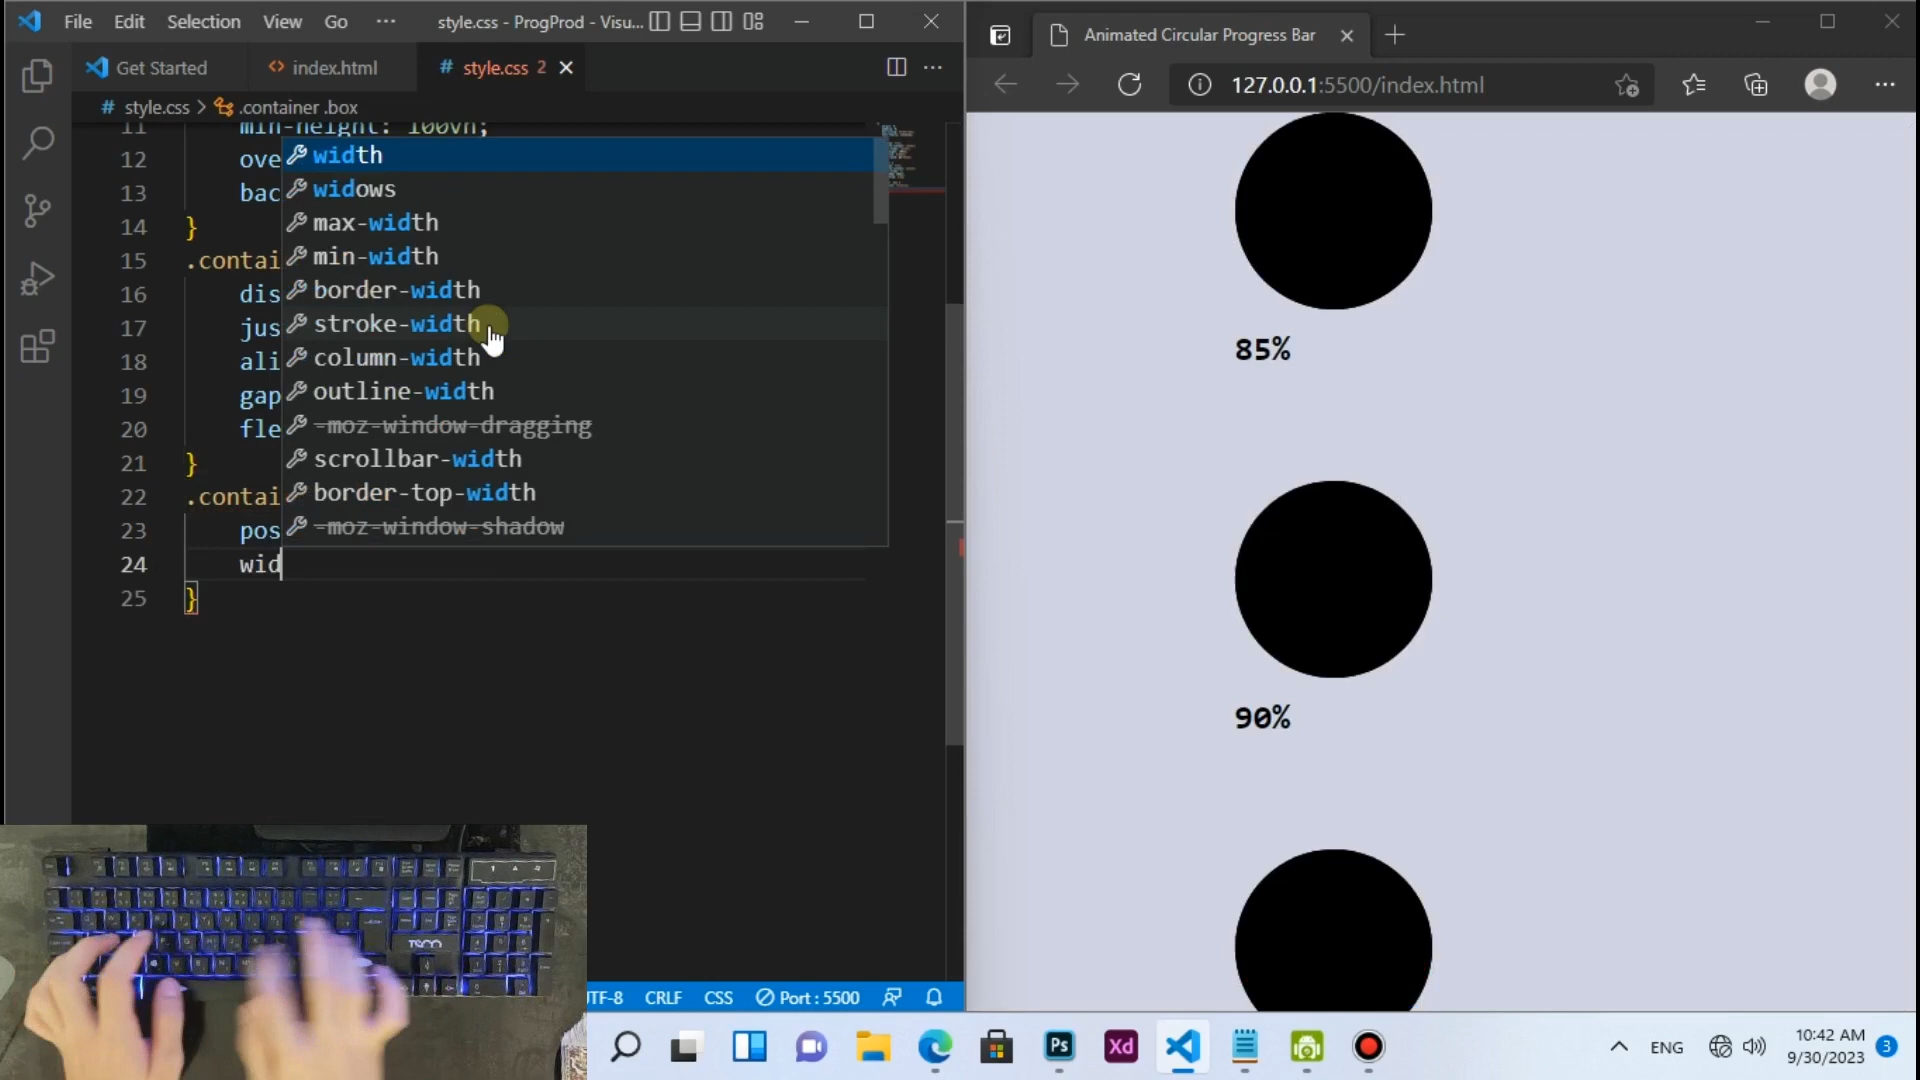 File Edit Selection View Go ··· style.css - ProgProd - Visu...
Get Started index.html # style.css 2
# style.css > .container .box
11 min-height: 100vh;
12 ove
13 bac
14 }
15 .contai
16 dis
17 jus
18 ali
19 gap
20 fle
21 }
22 .contai
23 pos
24 wid
25 }
width
widows
max-width
min-width
border-width
stroke-width
column-width
outline-width
-moz-window-dragging
scrollbar-width
border-top-width
-moz-window-shadow
UTF-8 CRLF CSS Port : 5500
Animated Circular Progress Bar
127.0.0.1:5500/index.html
85%
90%
Ps Xd
ENG
10:42 AM
9/30/2023
3